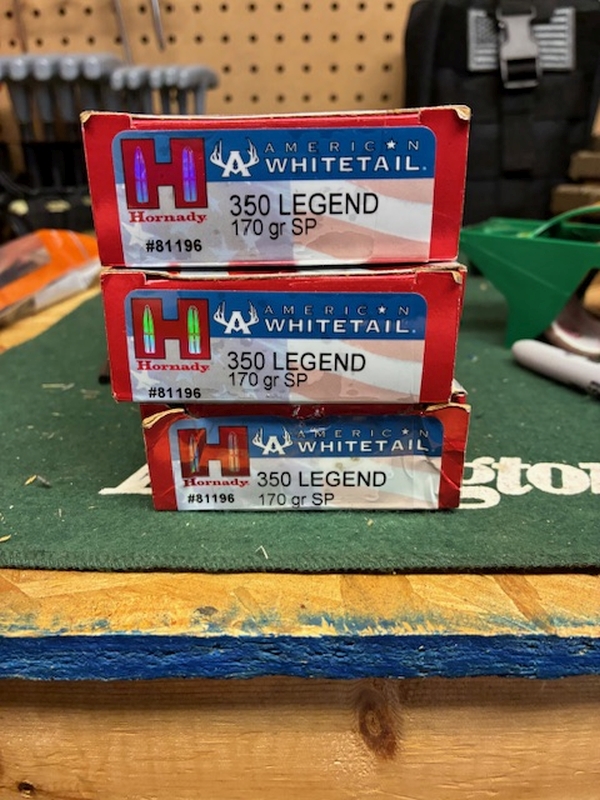 AMERICAN
WHITETAIL.
Hornady
350 LEGEND
170 gr SP
#81196
AMERICAN
WHITETAIL.
Hornady
350 LEGEND
170 gr SP
#81196
AMERICAN
WHITETAIL
Hornady
350 LEGEND
#81196
170 gr SP